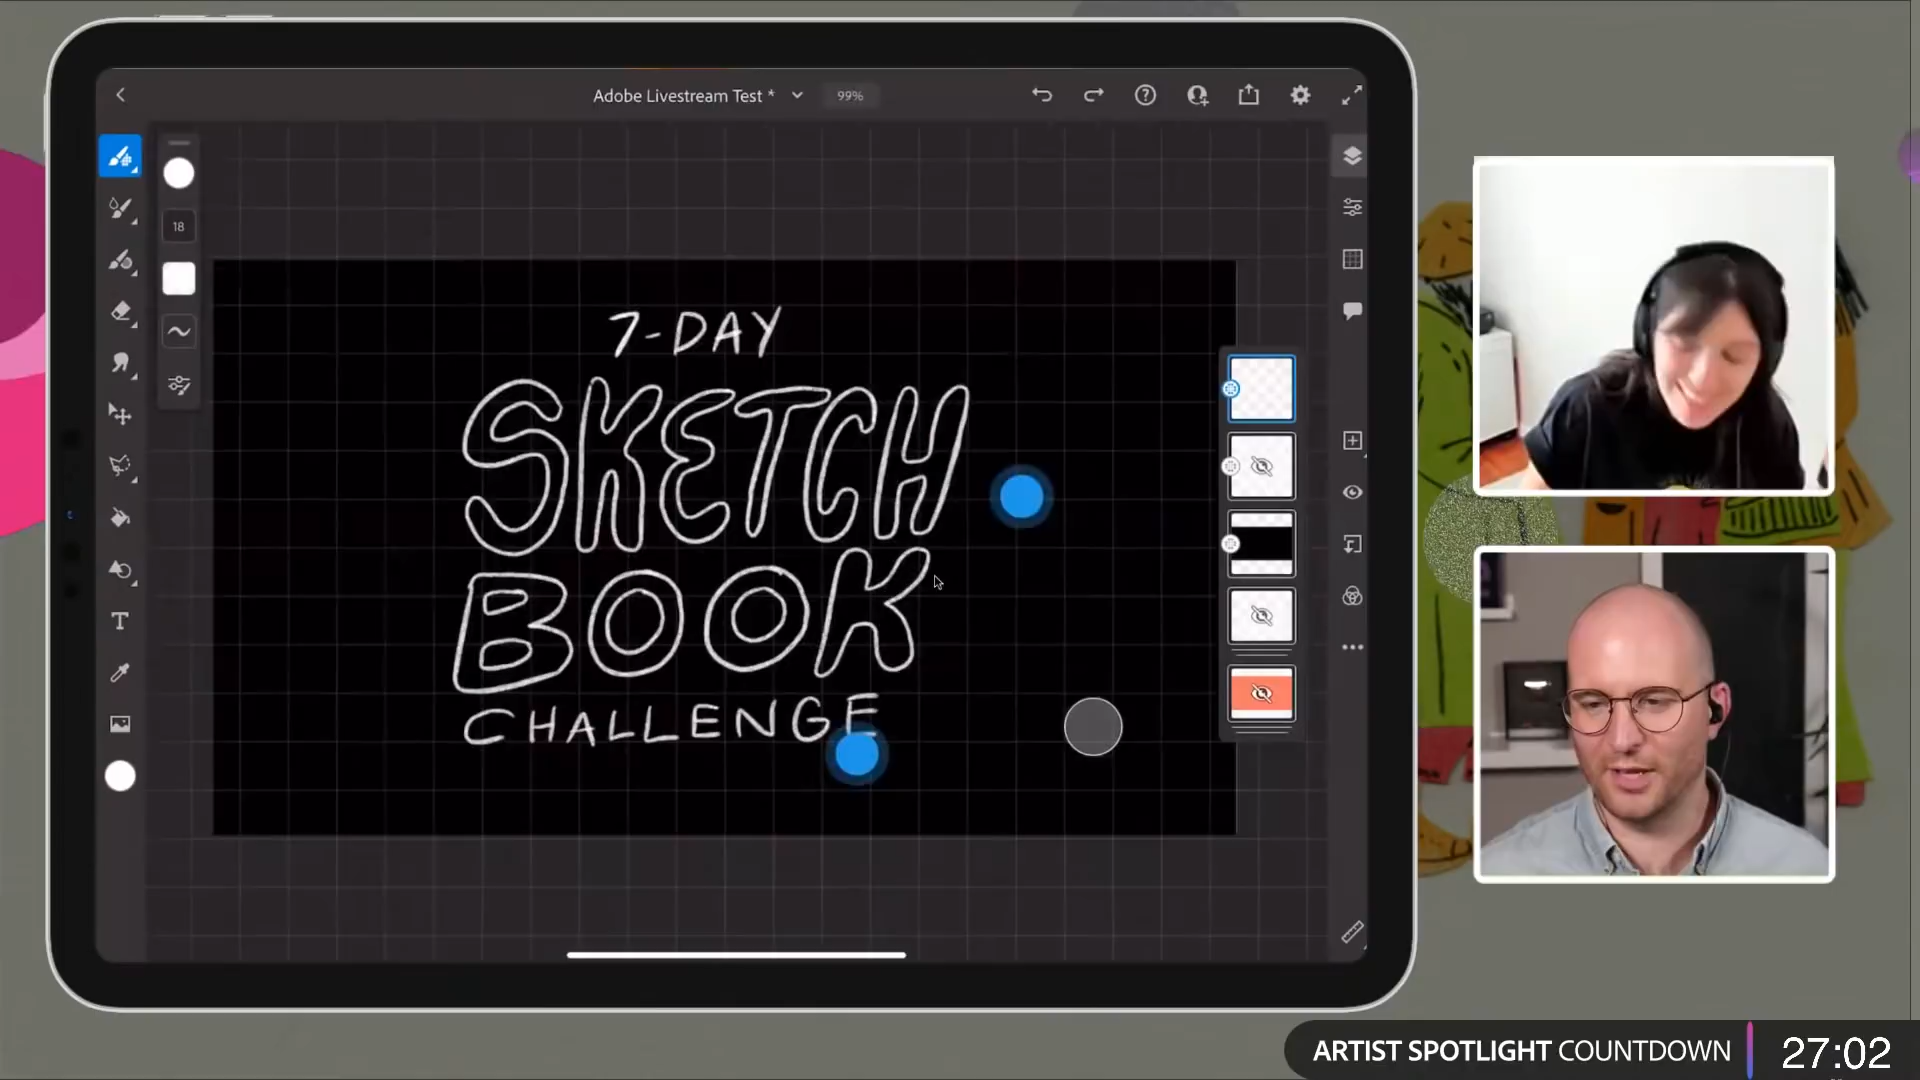 Adobe Livestream Test *
99%
18
7-DAY
SKETCH
BOOK
CHALLENGE
T
ARTIST SPOTLIGHT COUNTDOWN
27:02